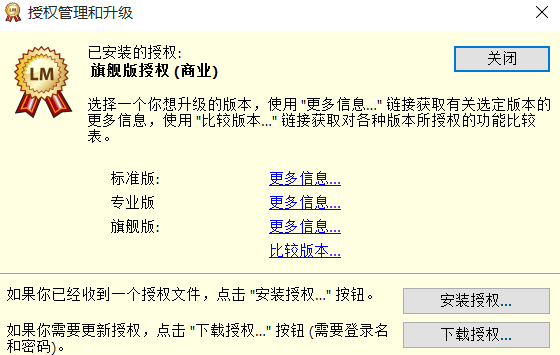 授权管理和升级
LM
已安装的授权:
旗舰版授权 (商业)
关闭
选择一个你想升级的版本，使用 "更多信息..." 链接获取有关选定版本的
更多信息，使用 "比较版本..." 链接获取对各种版本所授权的功能比较
表。
标准版: 更多信息...
专业版 更多信息...
旗舰版: 更多信息...
比较版本...
如果你已经收到一个授权文件，点击 "安装授权..." 按钮。
安装授权...
如果你需要更新授权，点击 "下载授权..." 按钮 (需要登录名
和密码)。
下载授权...